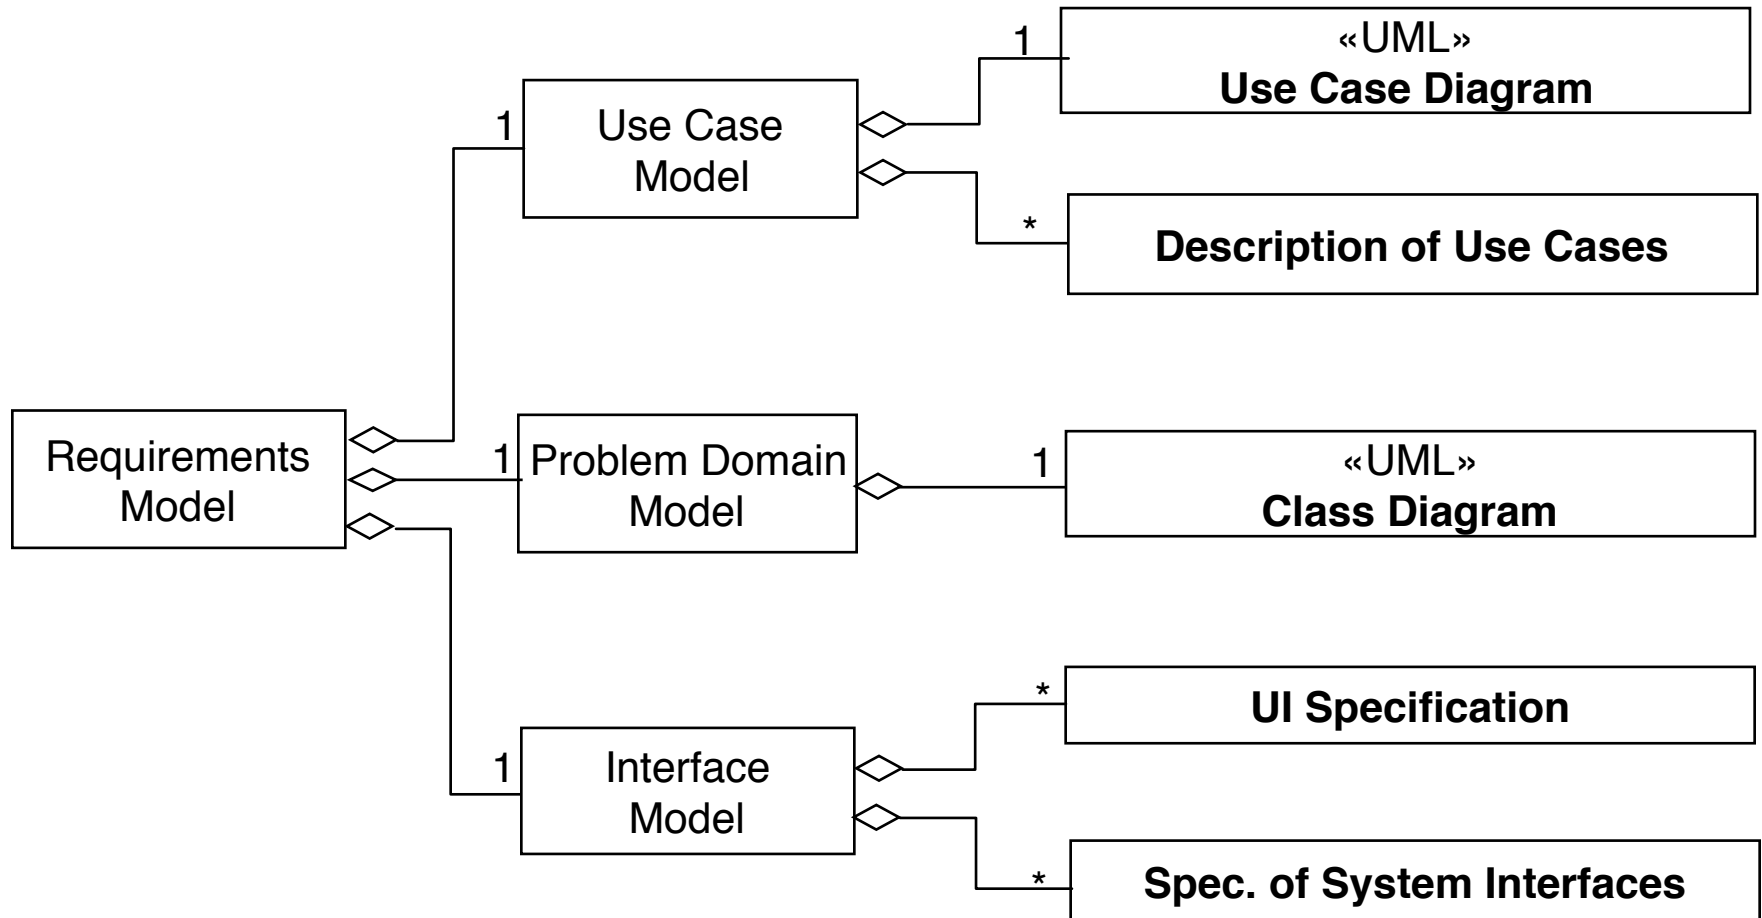 1
«UML»
Use Case Diagram
1
Use Case
Model
*
Description of Use Cases
Requirements
Model
1
Problem Domain
Model
1
«UML»
Class Diagram
*
UI Specification
1
Interface
Model
*
Spec. of System Interfaces